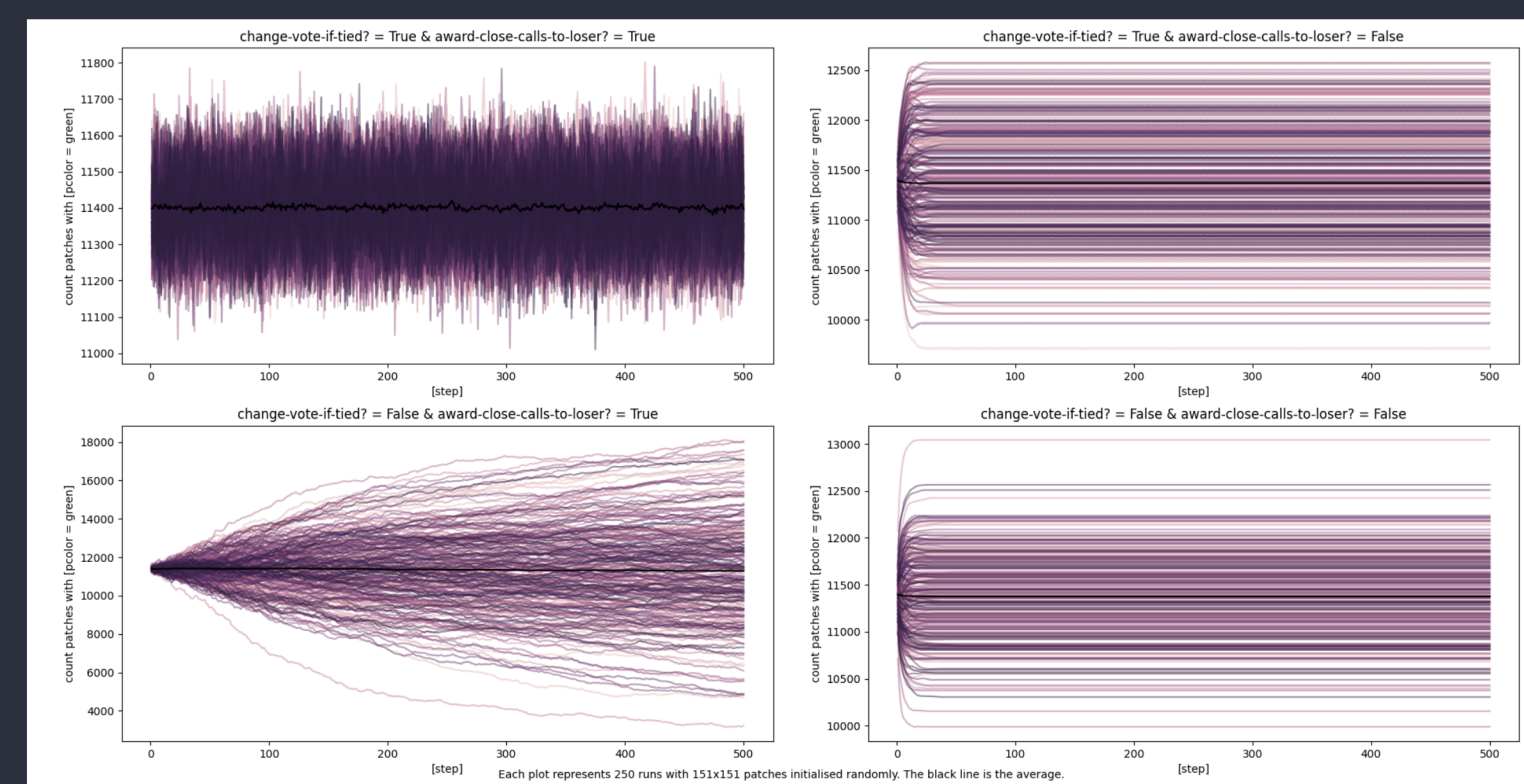 change-vote-if-tied? = True & award-close-calls-to-loser? = True
count patches with [pcolor = green]
11800
11700
11600
11500
11400
11300
11200
11100
11000
0 100 200 300 400 500
[step]
change-vote-if-tied? = True & award-close-calls-to-loser? = False
count patches with [pcolor = green]
12500
12000
11500
11000
10500
10000
0 100 200 300 400 500
[step]
change-vote-if-tied? = False & award-close-calls-to-loser? = True
count patches with [pcolor = green]
18000
16000
14000
12000
10000
8000
6000
4000
0 100 200 300 400 500
[step]
change-vote-if-tied? = False & award-close-calls-to-loser? = False
count patches with [pcolor = green]
13000
12500
12000
11500
11000
10500
10000
0 100 200 300 400 500
[step]
Each plot represents 250 runs with 151x151 patches initialised randomly. The black line is the average.